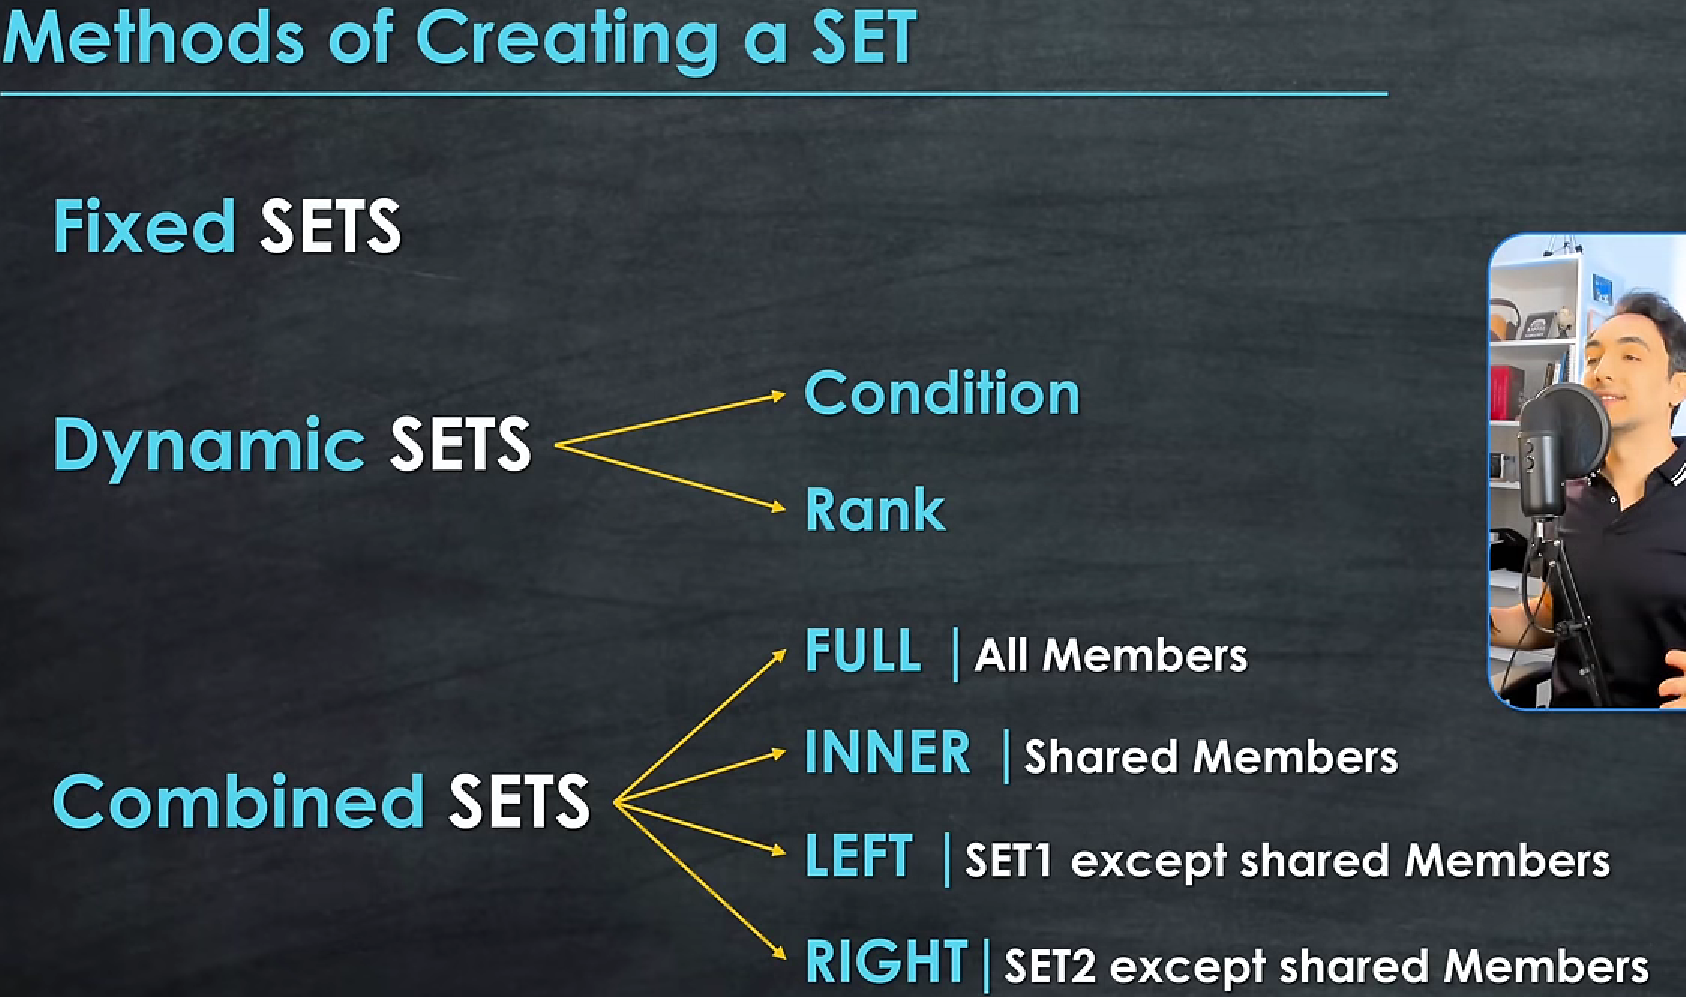 Methods of Creating a SET
Fixed SETS
Dynamic SETS
Condition
Rank
Combined SETS
FULL | All Members
INNER | Shared Members
LEFT | SET1 except shared Members
RIGHT | SET2 except shared Members